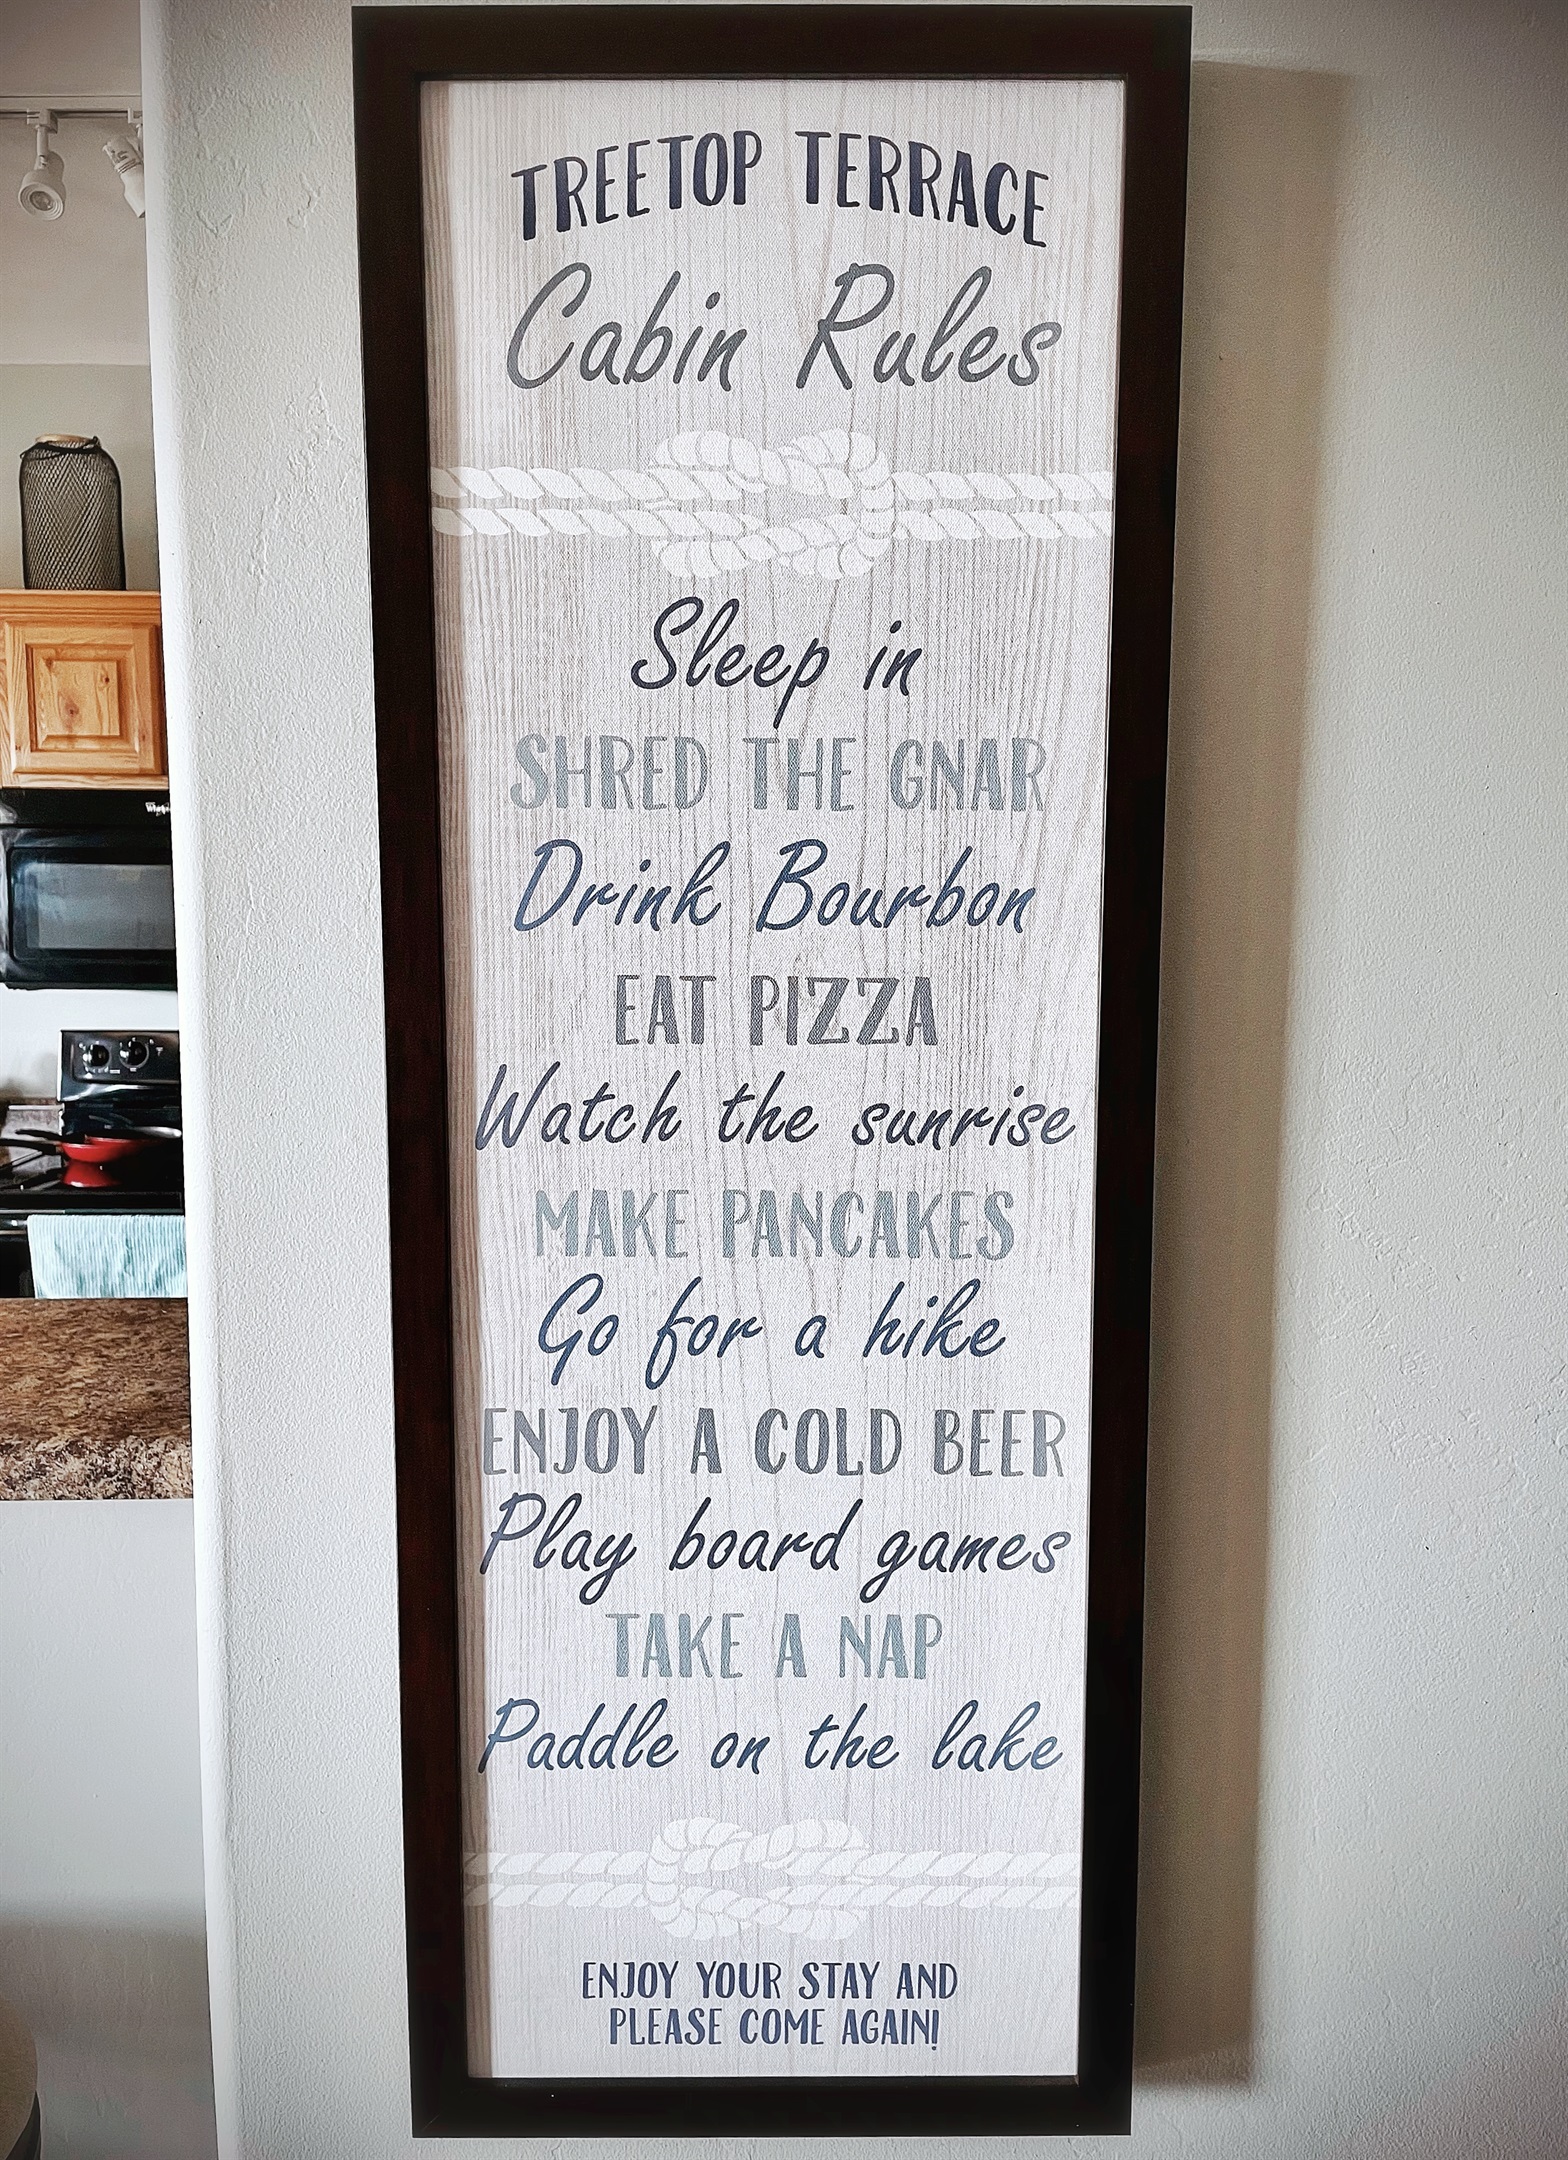 TREETOP TERRACE
Cabin Rules
Sleep in
SHRED THE GNAR
Drink Bourbon
EAT PIZZA
Watch the sunrise
MAKE PANCAKES
Go for a hike
ENJOY A COLD BEER
Play board games
TAKE A NAP
Paddle on the lake
ENJOY YOUR STAY AND
PLEASE COME AGAIN!